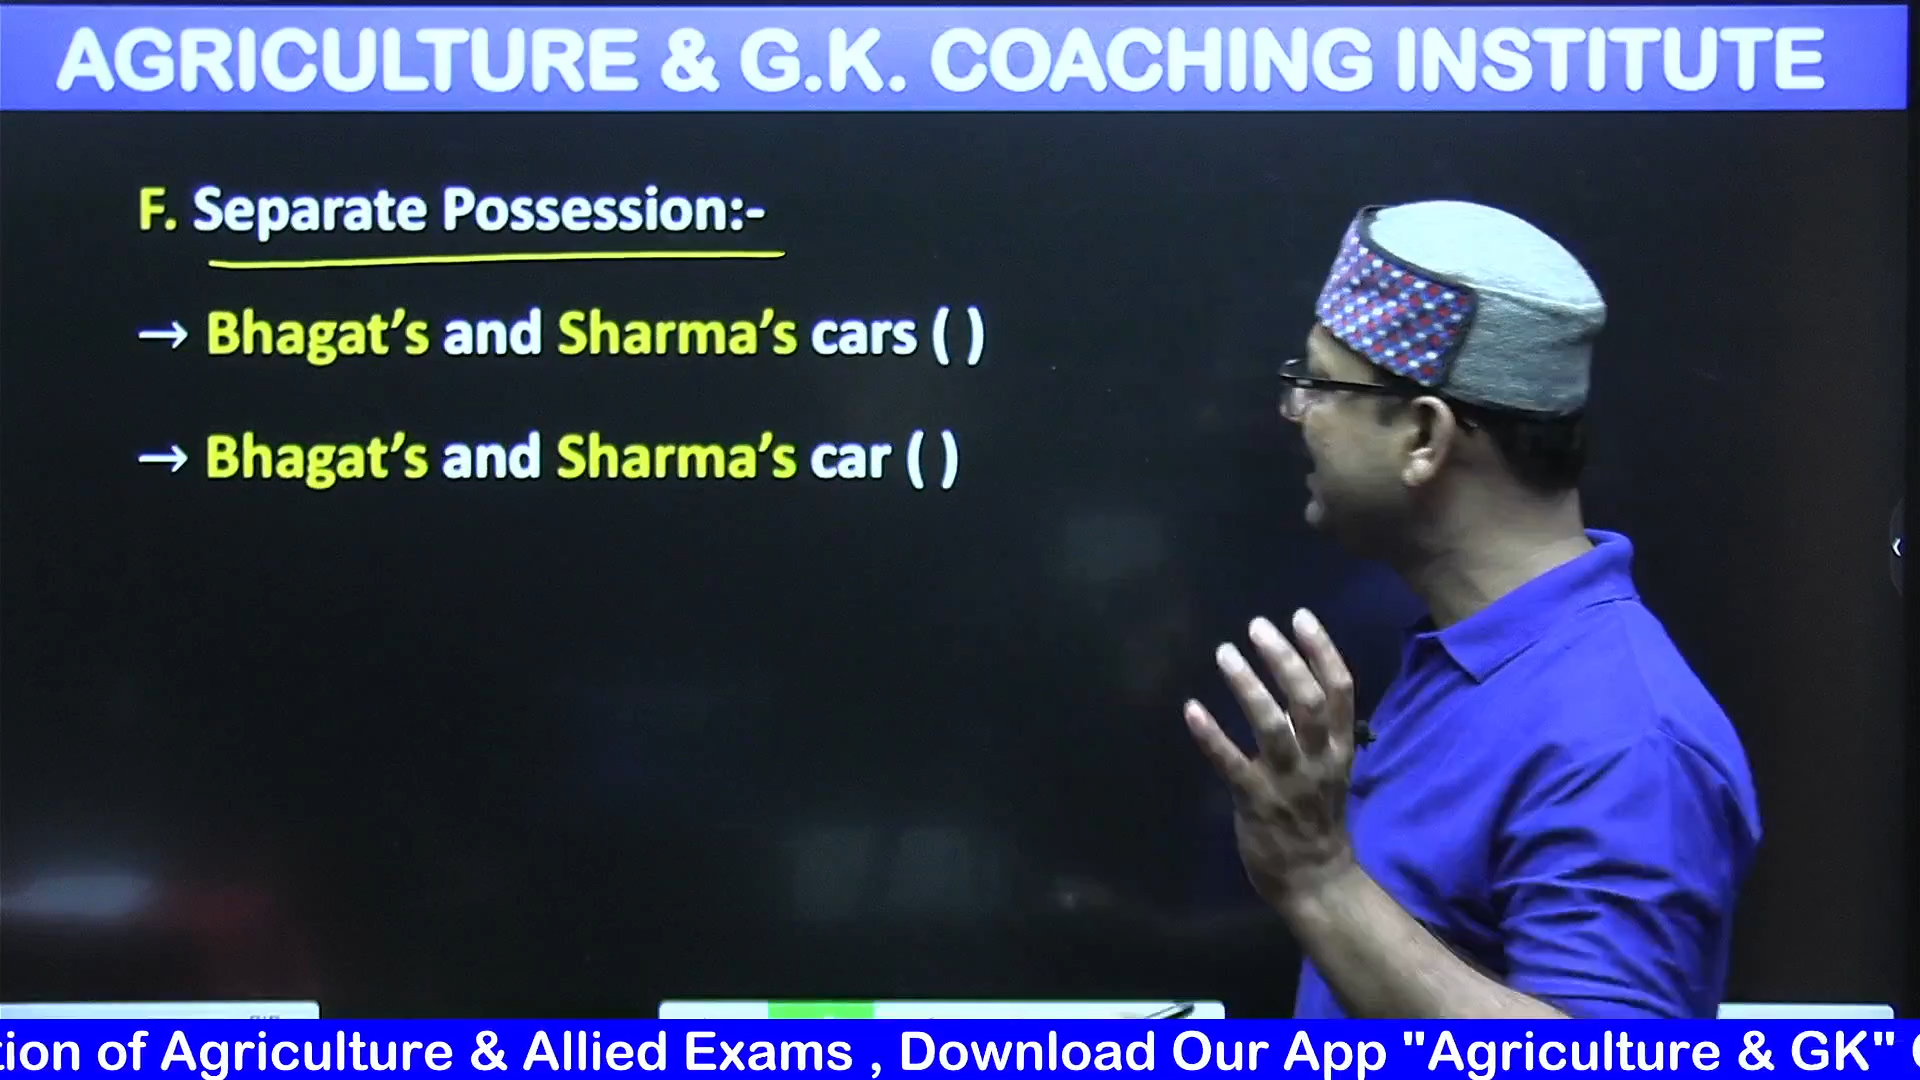 AGRICULTURE & G.K. COACHING INSTITUTE
F. Separate Possession:-
→ Bhagat's and Sharma's cars ( )
→ Bhagat's and Sharma's car ( )
tion of Agriculture & Allied Exams , Download Our App "Agriculture & GK"